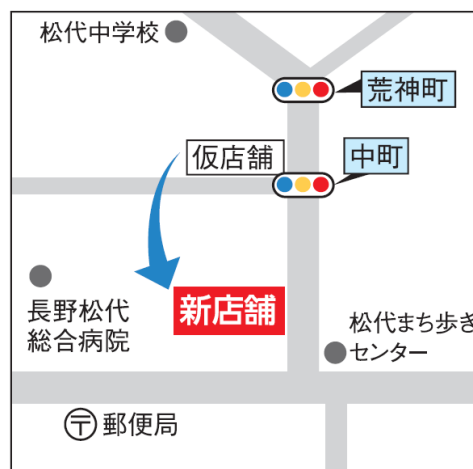 松代中学校
荒神町
仮店舗
中町
長野松代
総合病院
新店舗
松代まち歩き
センター
〒郵便局